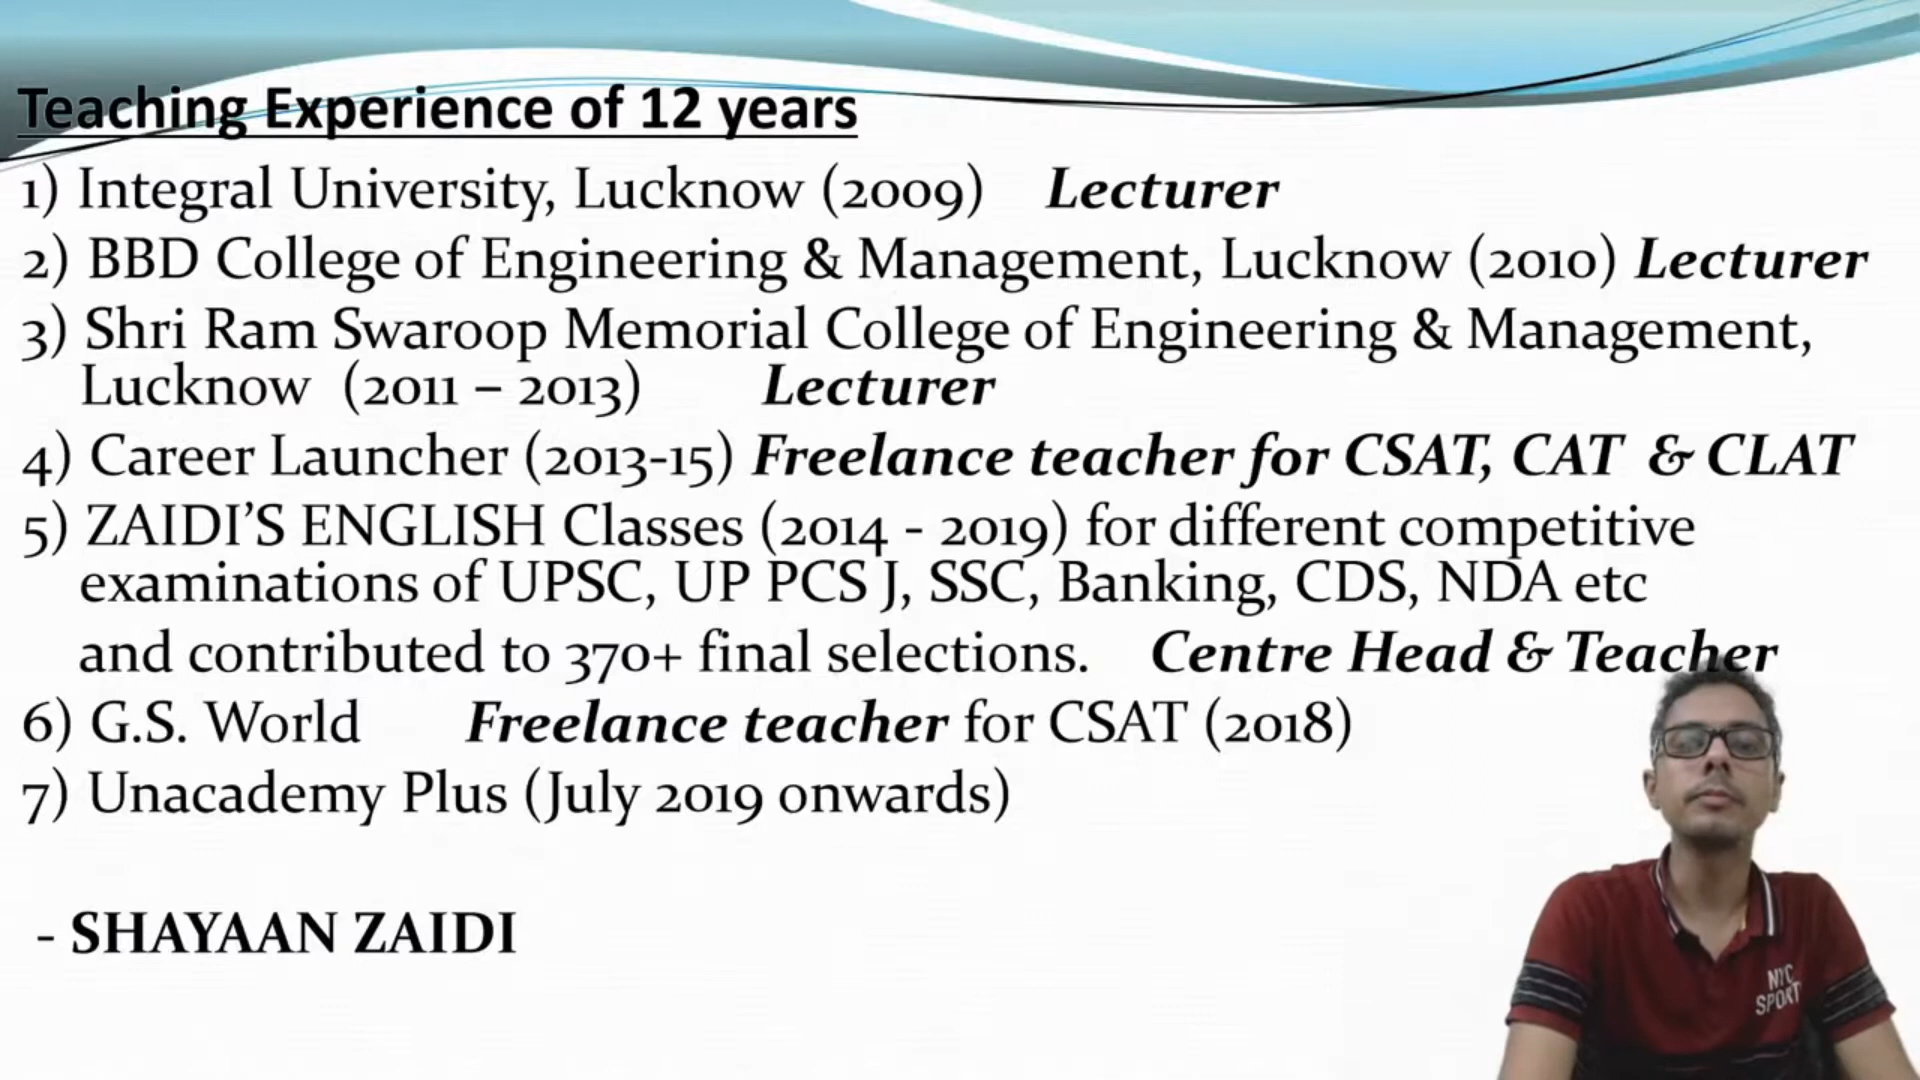 Teaching Experience of 12 years
1) Integral University, Lucknow (2009) Lecturer
2) BBD College of Engineering & Management, Lucknow (2010) Lecturer
3) Shri Ram Swaroop Memorial College of Engineering & Management,
Lucknow (2011 – 2013) Lecturer
4) Career Launcher (2013-15) Freelance teacher for CSAT, CAT & CLAT
5) ZAIDI’S ENGLISH Classes (2014 - 2019) for different competitive
examinations of UPSC, UP PCS J, SSC, Banking, CDS, NDA etc
and contributed to 370+ final selections. Centre Head & Teacher
6) G.S. World Freelance teacher for CSAT (2018)
7) Unacademy Plus (July 2019 onwards)
- SHAYAAN ZAIDI
NYC
SPORT